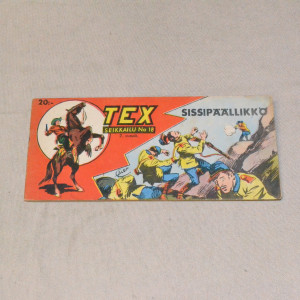 20:-
TEX
SEIKKAILU No 18
SISSIPÄÄLLIKKÖ